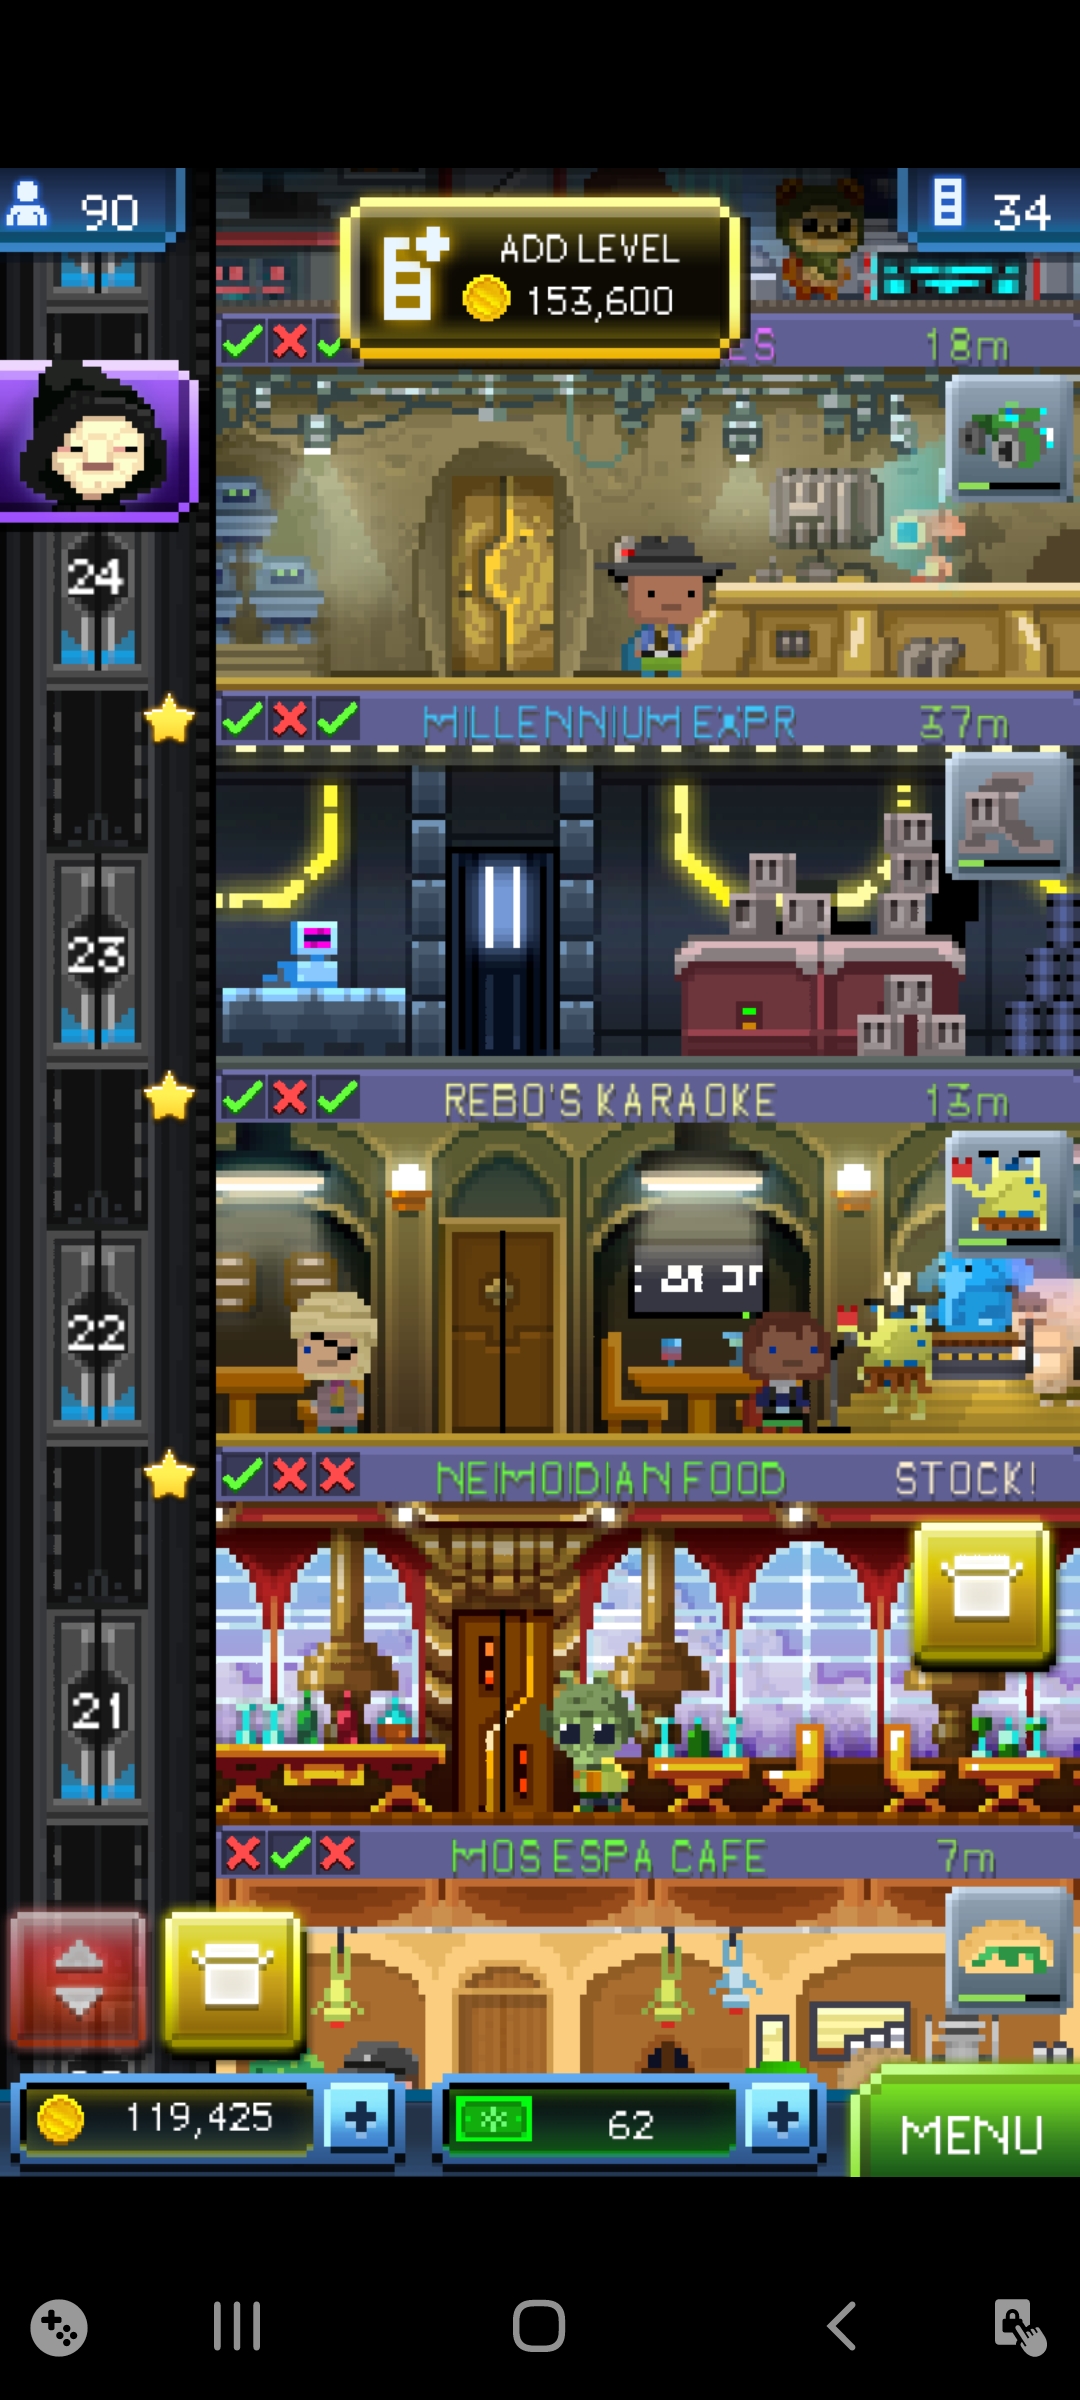 90
ADD LEVEL
153,600
34
ES 18m
24
MILLENNIUM EXPR 37m
23
REBO'S KARAOKE 13m
22
NEIMOIDIAN FOOD STOCK!
21
MOS ESPA CAFE 7m
119,425
62
MENU